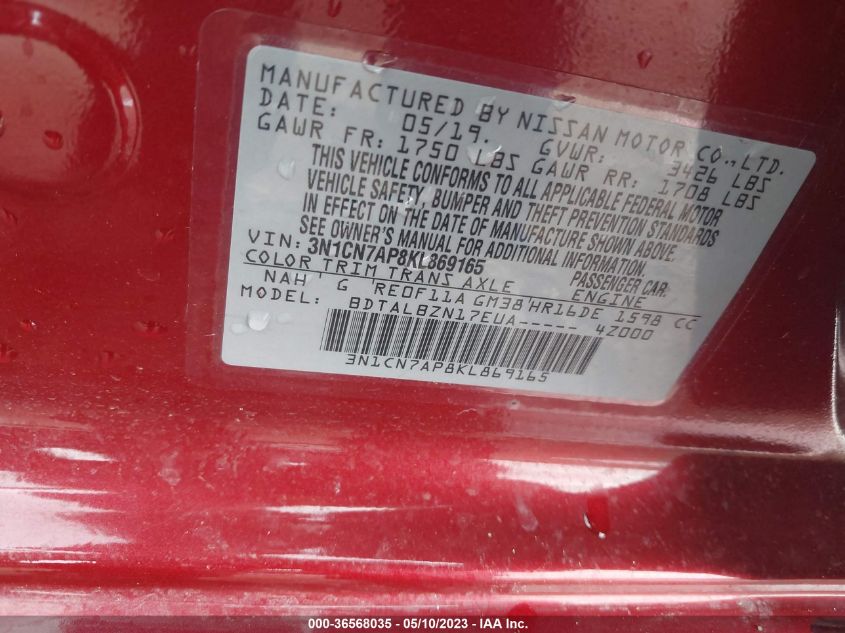 MANUFACTURED BY NISSAN MOTOR CO.,LTD.
DATE: 05/19. GVWR: 3426 LBS
GAWR FR: 1750 LBS GAWR RR: 1708 LBS
THIS VEHICLE CONFORMS TO ALL APPLICABLE FEDERAL MOTOR
VEHICLE SAFETY, BUMPER AND THEFT PREVENTION STANDARDS
IN EFFECT ON THE DATE OF MANUFACTURE SHOWN ABOVE.
SEE OWNER'S MANUAL FOR ADDITIONAL INFORMATION.
VIN: 3N1CN7AP8KL869165 PASSENGER CAR
COLOR TRIM TRANS AXLE ENGINE
NAH G RE0F11A GM38 HR16DE 1598 CC
MODEL: BDTALBZN17EUA----- 4Z000
3N1CN7AP8KL869165
000-36568035 - 05/10/2023 - IAAI.com